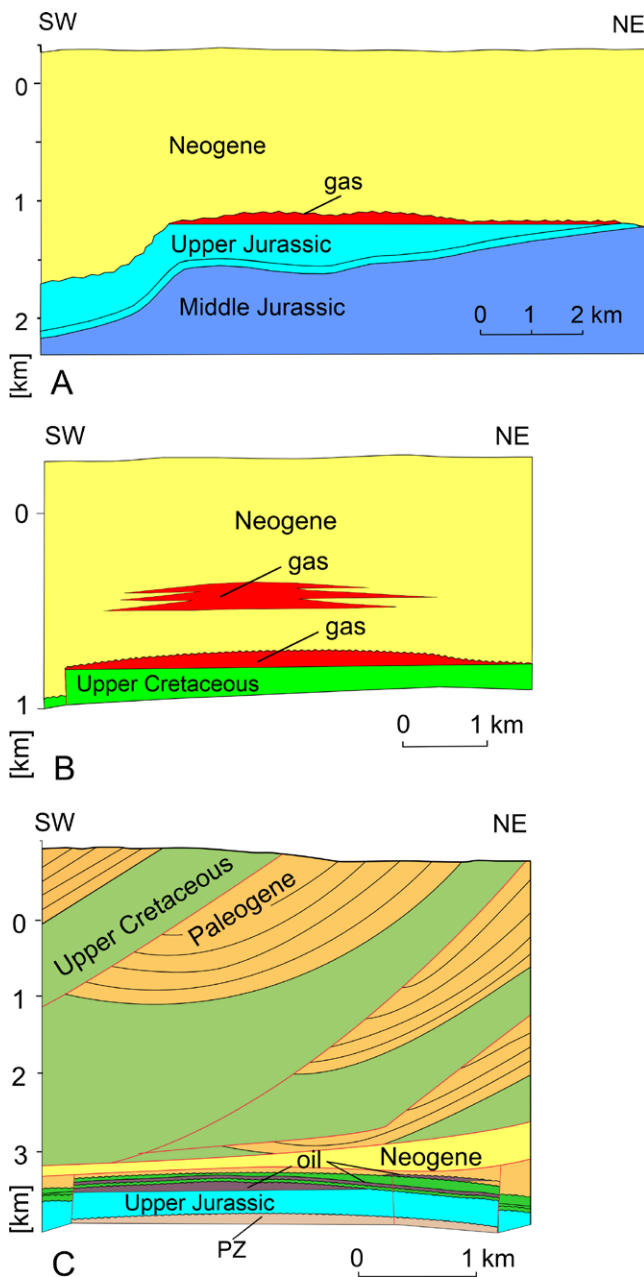 SW NE
0
Neogene
gas
1
Upper Jurassic
Middle Jurassic
0 1 2 km
2
[km]
A
SW NE
0
Neogene
gas
gas
Upper Cretaceous
1
0 1 km
[km]
B
SW NE
Upper Cretaceous
Paleogene
0
1
2
3
oil
Neogene
Upper Jurassic
[km]
PZ
C
0 1 km